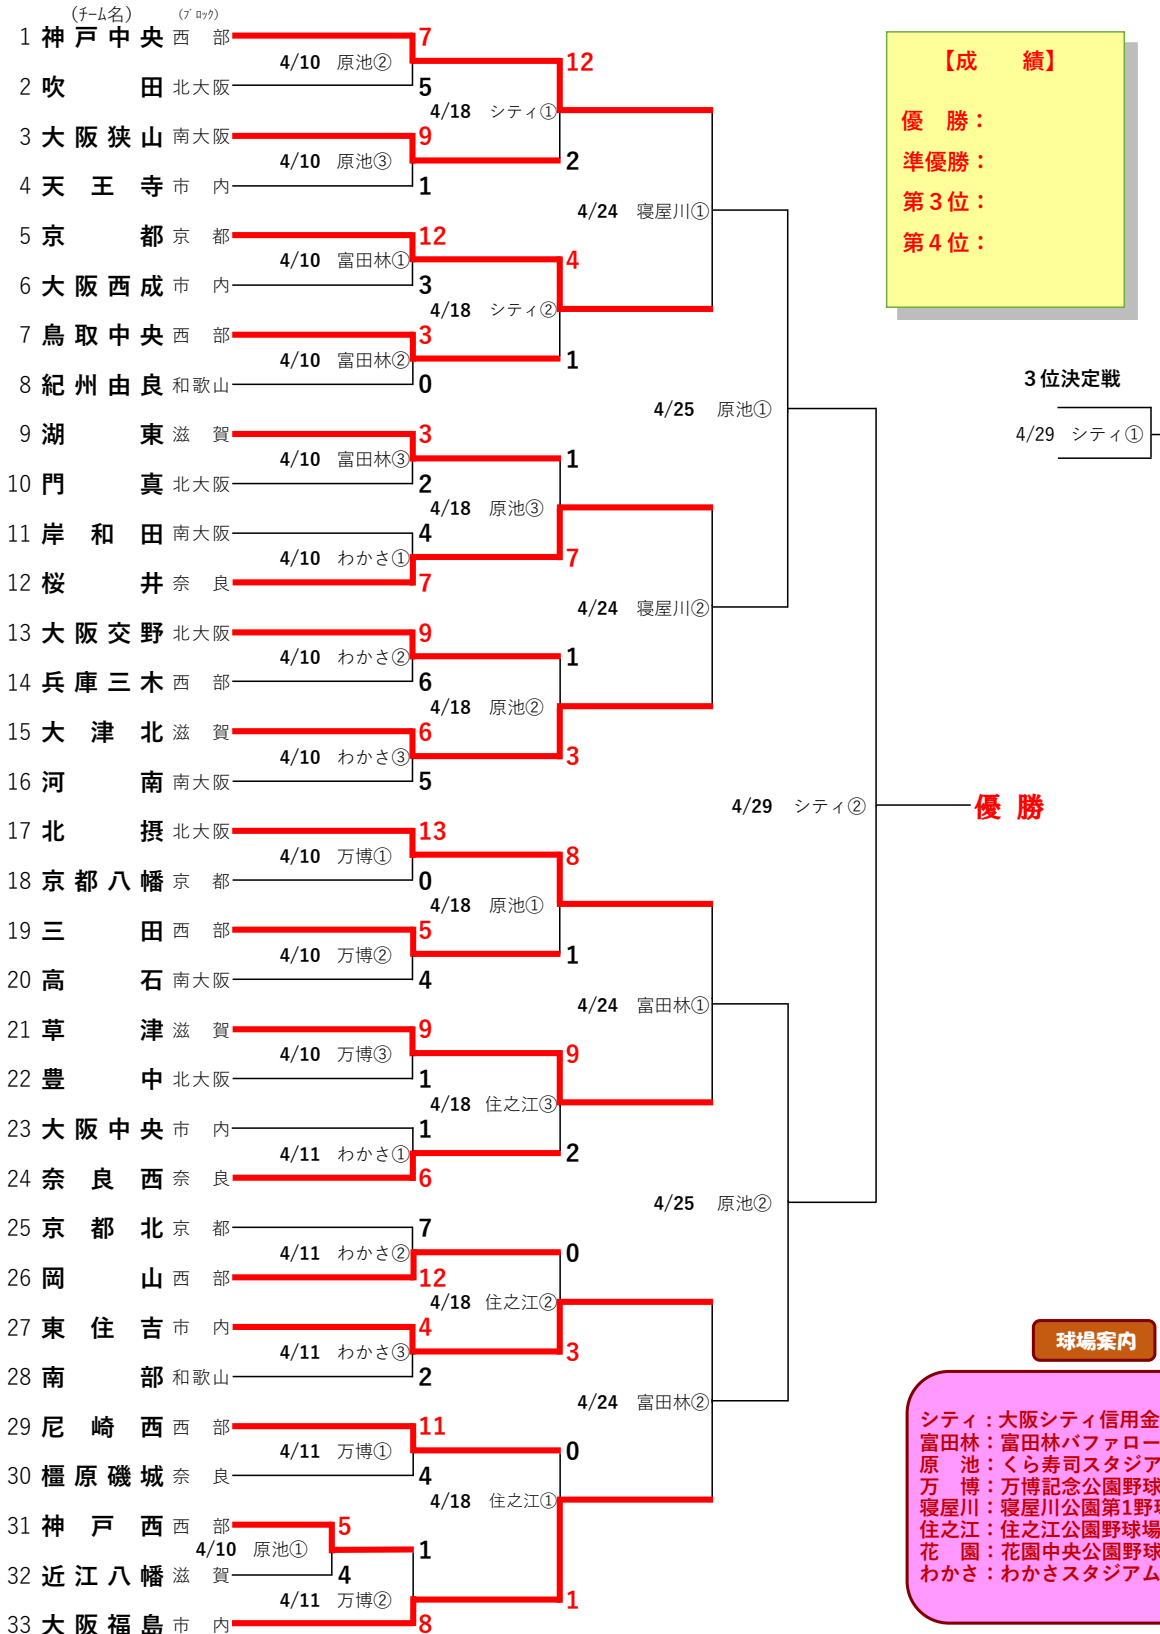 (チーム名) (ブロック)
1 神戸中央 西部 7
4/10 原池② 12
2 吹田 北大阪 5
4/18 シティ①
3 大阪狭山 南大阪 9
4/10 原池③ 2
4 天王寺 市内 1
4/24 寝屋川①
5 京都 京都 12
4/10 富田林① 4
6 大阪西成 市内 3
4/18 シティ②
7 鳥取中央 西部 3
4/10 富田林② 1
8 紀州由良 和歌山 0
4/25 原池①
9 湖東 滋賀 3
4/10 富田林③ 1
10 門真 北大阪 2
4/18 原池③
11 岸和田 南大阪 4
4/10 わかさ① 7
12 桜井 奈良 7
4/24 寝屋川②
13 大阪交野 北大阪 9
4/10 わかさ② 1
14 兵庫三木 西部 6
4/18 原池②
15 大津北 滋賀 6
4/10 わかさ③ 3
16 河南 南大阪 5
4/29 シティ② 優勝
17 北摂 北大阪 13
4/10 万博① 8
18 京都八幡 京都 0
4/18 原池①
19 三田 西部 5
4/10 万博② 1
20 高石 南大阪 4
4/24 富田林①
21 草津 滋賀 9
4/10 万博③ 9
22 豊中 北大阪 1
4/18 住之江③
23 大阪中央 市内 1
4/11 わかさ① 2
24 奈良西 奈良 6
4/25 原池②
25 京都北 京都 7
4/11 わかさ② 0
26 岡山 西部 12
4/18 住之江②
27 東住吉 市内 4
4/11 わかさ③ 3
28 南部 和歌山 2
4/24 富田林②
29 尼崎西 西部 11
4/11 万博① 0
30 橿原磯城 奈良 4
4/18 住之江①
31 神戸西 西部 5
4/10 原池① 1
32 近江八幡 滋賀 4
4/11 万博② 1
33 大阪福島 市内 8
【成績】
優勝：
準優勝：
第３位：
第４位：
３位決定戦
4/29 シティ①
球場案内
シティ：大阪シティ信用金
富田林：富田林バファロー
原池：くら寿司スタジア
万博：万博記念公園野球
寝屋川：寝屋川公園第1野球
住之江：住之江公園野球場
花園：花園中央公園野球
わかさ：わかさスタジアム